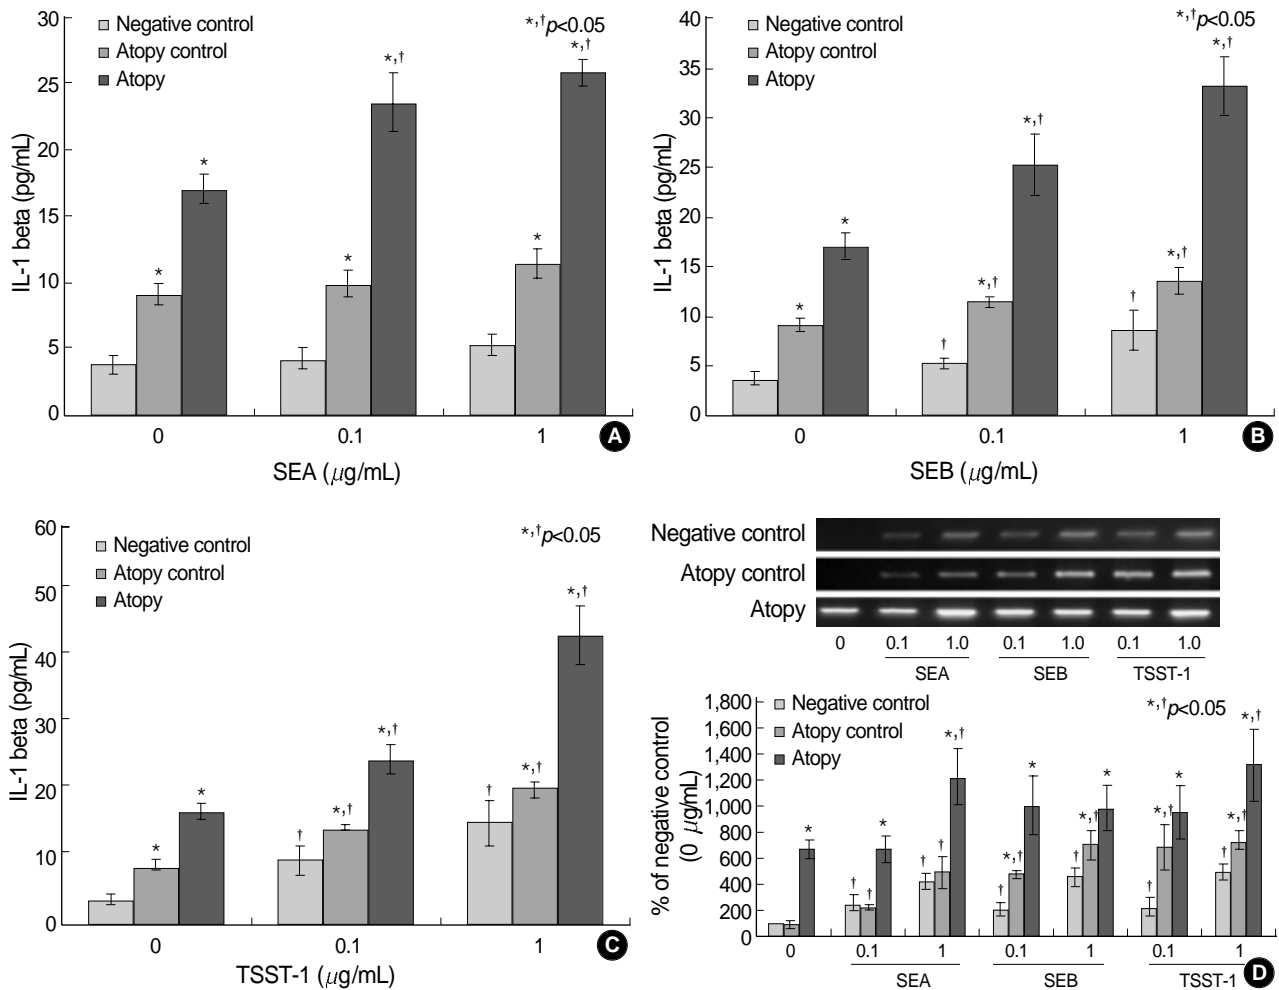 30
25
20
15
10
5
0
IL-1 beta (pg/mL)
Negative control
Atopy control
Atopy
*,†p<0.05
*
*
*
*,†
*
*,†
0
0.1
1
A
SEA (µg/mL)
40
35
30
25
20
15
10
5
0
IL-1 beta (pg/mL)
Negative control
Atopy control
Atopy
*,†p<0.05
*
*
†
*,†
*,†
†
*,†
*,†
0
0.1
1
B
SEB (µg/mL)
60
50
40
30
20
10
0
IL-1 beta (pg/mL)
Negative control
Atopy control
Atopy
*,†p<0.05
*
*
†
*,†
*,†
†
*,†
*,†
0
0.1
1
C
TSST-1 (µg/mL)
Negative control
Atopy control
Atopy
0
0.1
1.0
0.1
1.0
0.1
1.0
SEA
SEB
TSST-1
1,800
1,600
1,400
1,200
1,000
800
600
400
200
0
% of negative control
(0 µg/mL)
Negative control
Atopy control
Atopy
*,†p<0.05
*
†
†
*
†
†
*,†
†
*,†
*
†
*,†
*
†
*,†
*
†
*,†
*,†
0
0.1
1
0.1
1
0.1
1
SEA
SEB
TSST-1
D